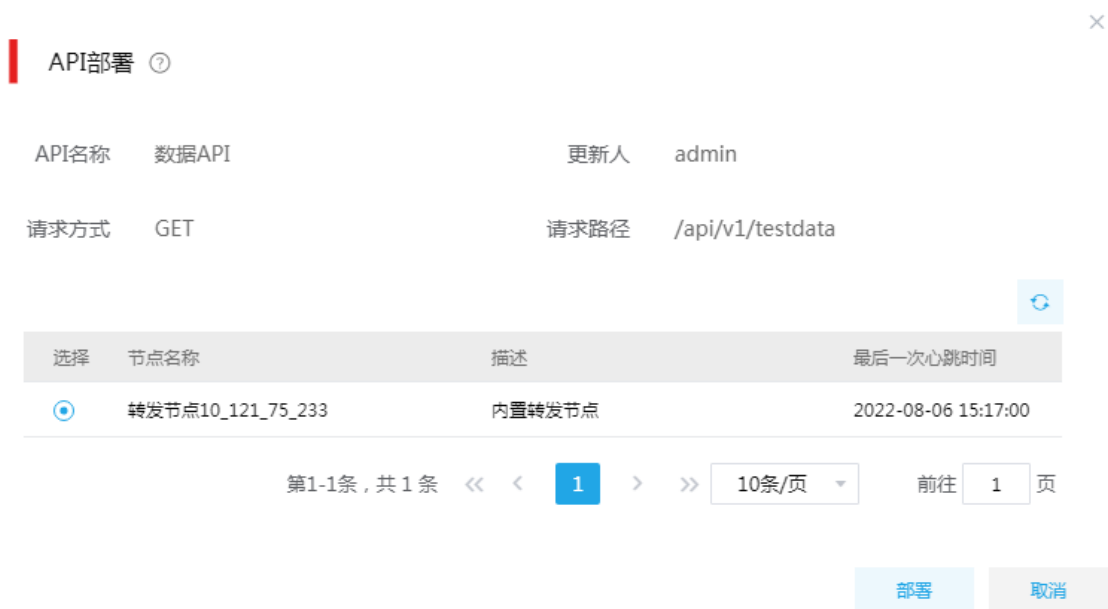 API部署 ?
API名称 数据API 更新人 admin
请求方式 GET 请求路径 /api/v1/testdata
选择 节点名称 描述 最后一次心跳时间
转发节点10_121_75_233 内置转发节点 2022-08-06 15:17:00
第1-1条，共 1 条 1 10条/页 前往 1 页
部署 取消